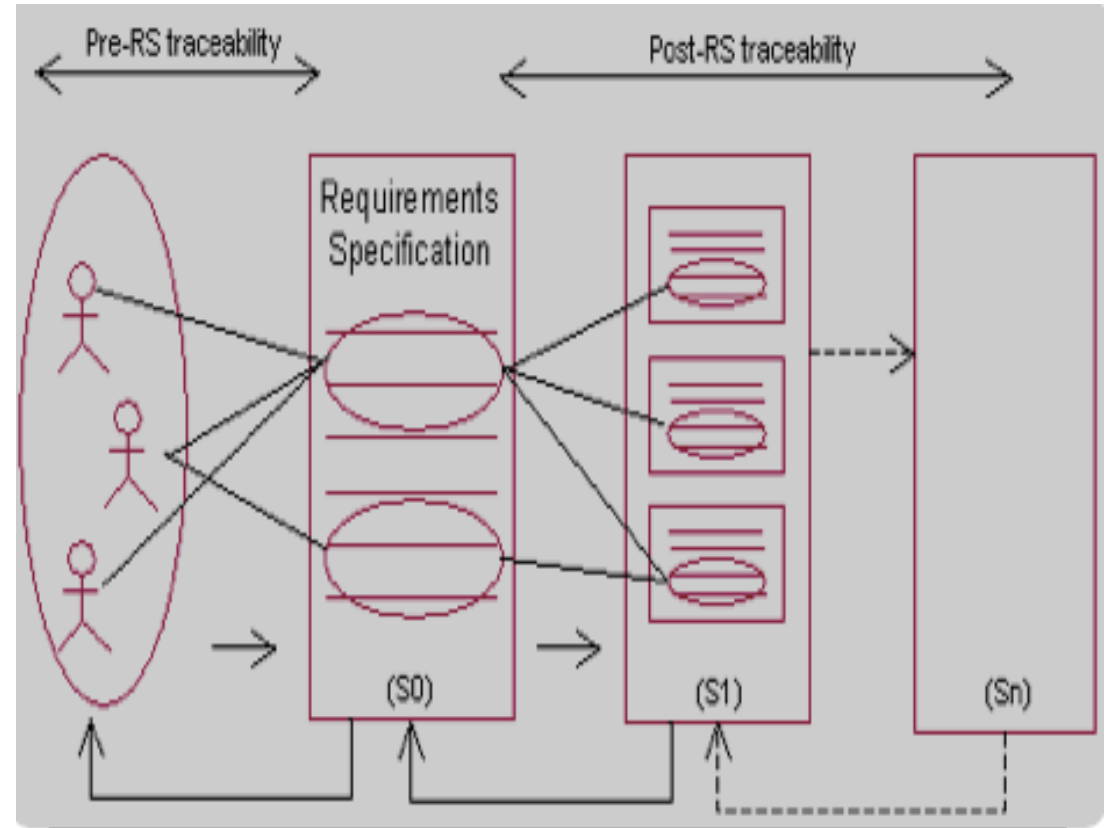 Pre-RS traceability
Post-RS traceability
Requirements
Specification
(S0)
(S1)
(Sn)